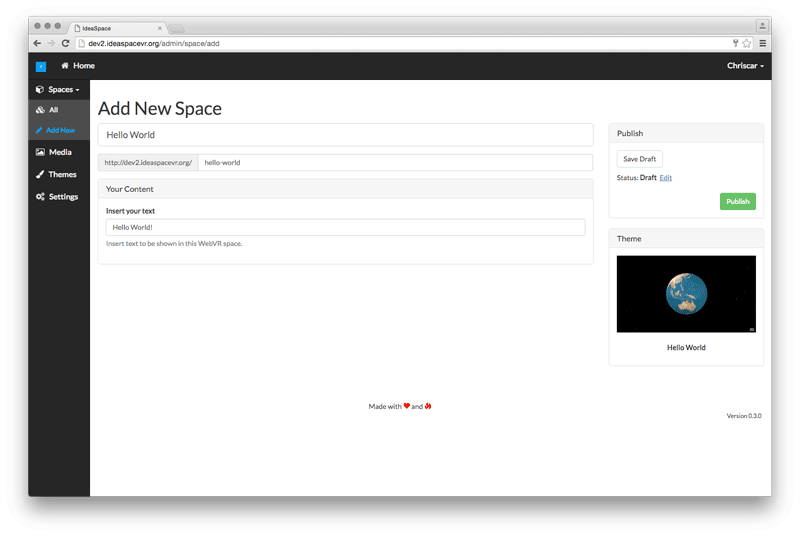 IdeaSpace
dev2.ideaspacevr.org/admin/space/add
Home
Chriscar
Spaces
All
Add New
Media
Themes
Settings
Add New Space
Hello World
http://dev2.ideaspacevr.org/ hello-world
Your Content
Insert your text
Hello World!
Insert text to be shown in this WebVR space.
Publish
Save Draft
Status: Draft Edit
Publish
Theme
Hello World
Made with and
Version 0.3.0